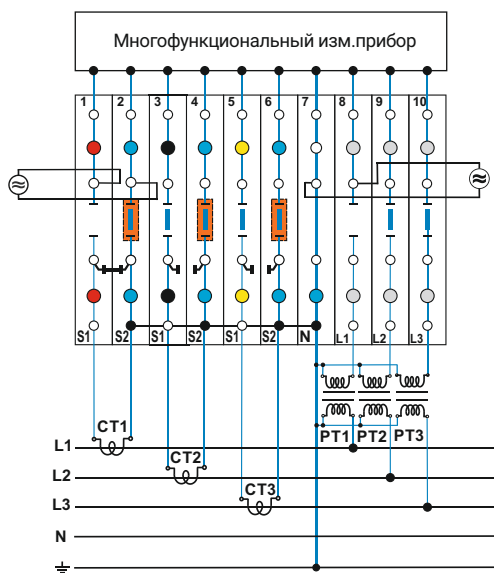 Многофункциональный изм.прибор
1 2 3 4 5 6 7 8 9 10
S1 S2 S1 S2 S1 S2 N L1 L2 L3
CT1 PT1 PT2 PT3
L1
CT2
L2
CT3
L3
N